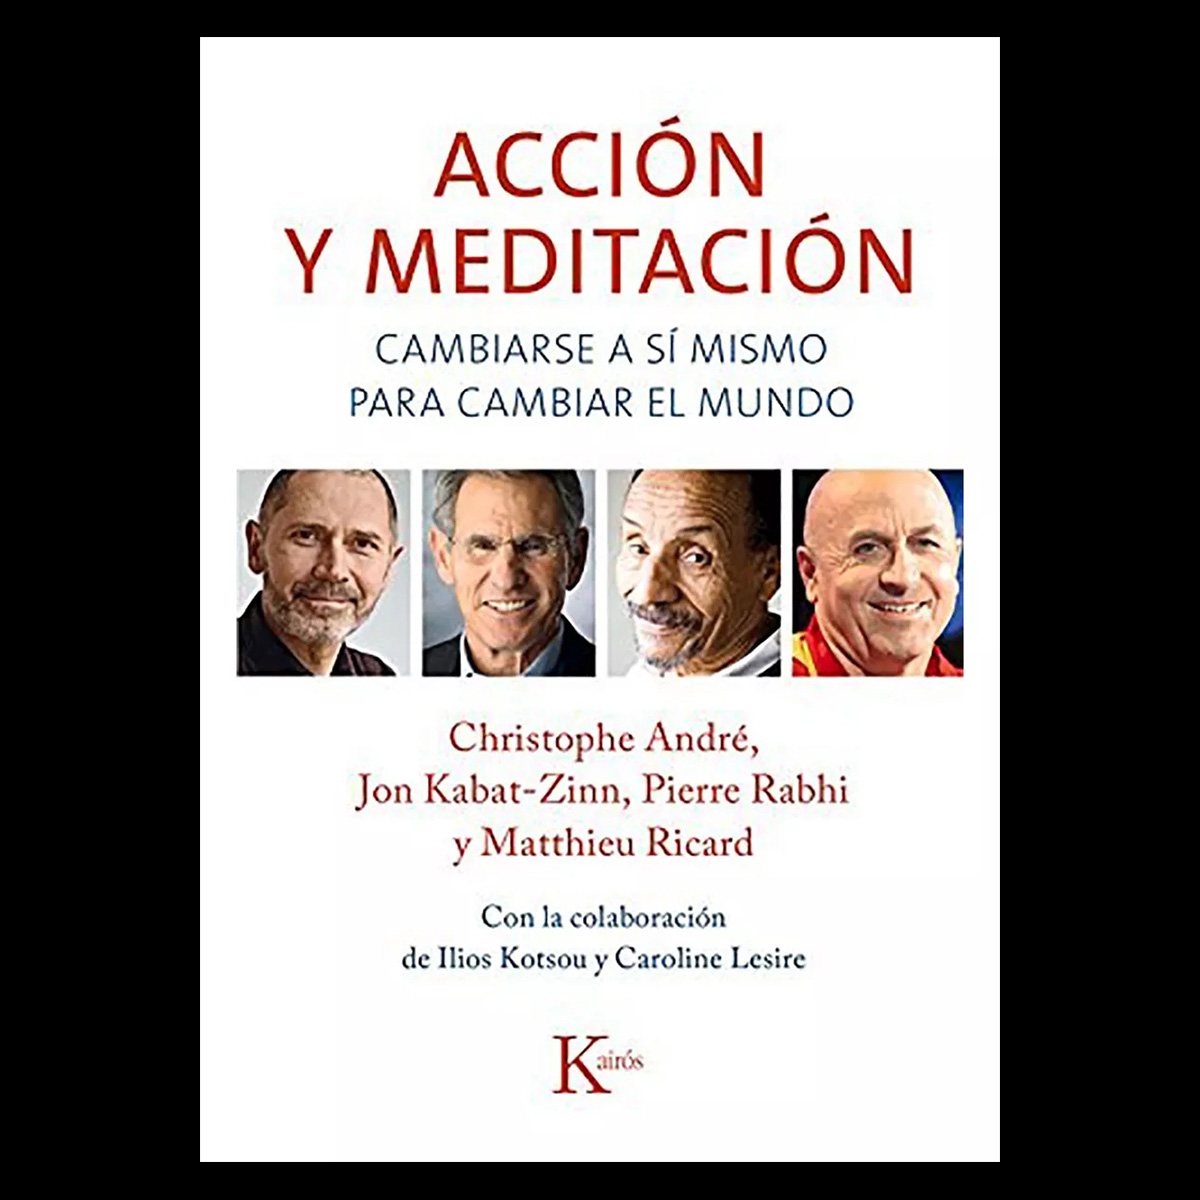 ACCIÓN
Y MEDITACIÓN
CAMBIARSE A SÍ MISMO
PARA CAMBIAR EL MUNDO
Christophe André,
Jon Kabat-Zinn, Pierre Rabhi
y Matthieu Ricard
Con la colaboración
de Ilios Kotsou y Caroline Lesire
Kairós